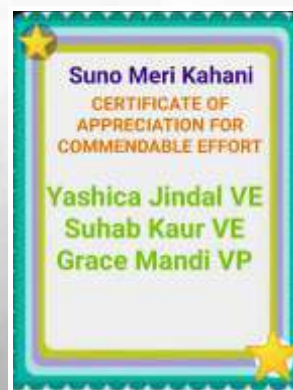 Suno Meri Kahani
CERTIFICATE OF
APPRECIATION FOR
COMMENDABLE EFFORT
Yashica Jindal VE
Suhab Kaur VE
Grace Mandi VP